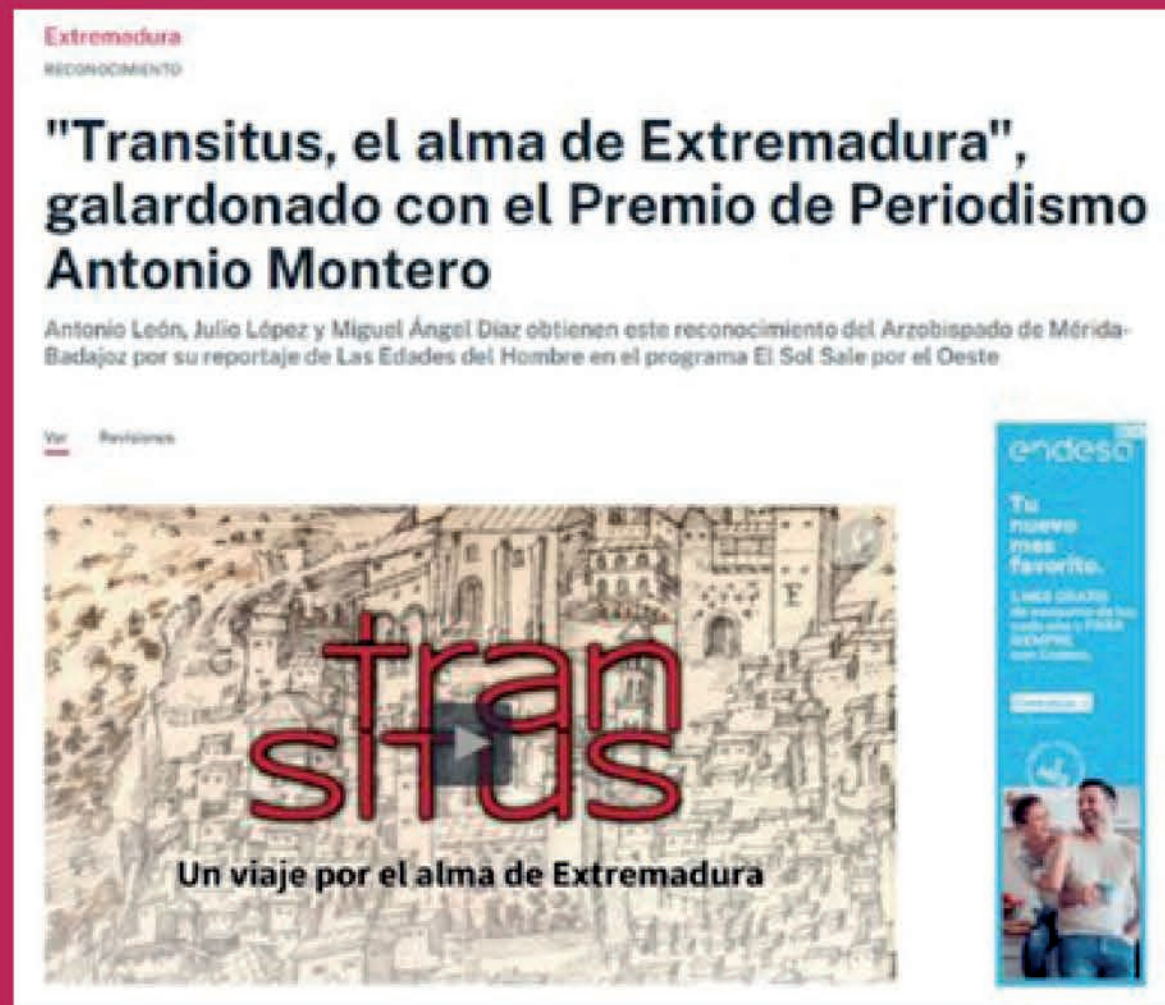 Extremadura
RECONOCIMIENTO
"Transitus, el alma de Extremadura",
galardonado con el Premio de Periodismo
Antonio Montero
Antonio León, Julio López y Miguel Ángel Díaz obtienen este reconocimiento del Arzobispado de Mérida-
Badajoz por su reportaje de Las Edades del Hombre en el programa El Sol Sale por el Oeste
Ver Revisiones
endesa
Tu
nuevo
mes
favorito.
tran
situs
Un viaje por el alma de Extremadura